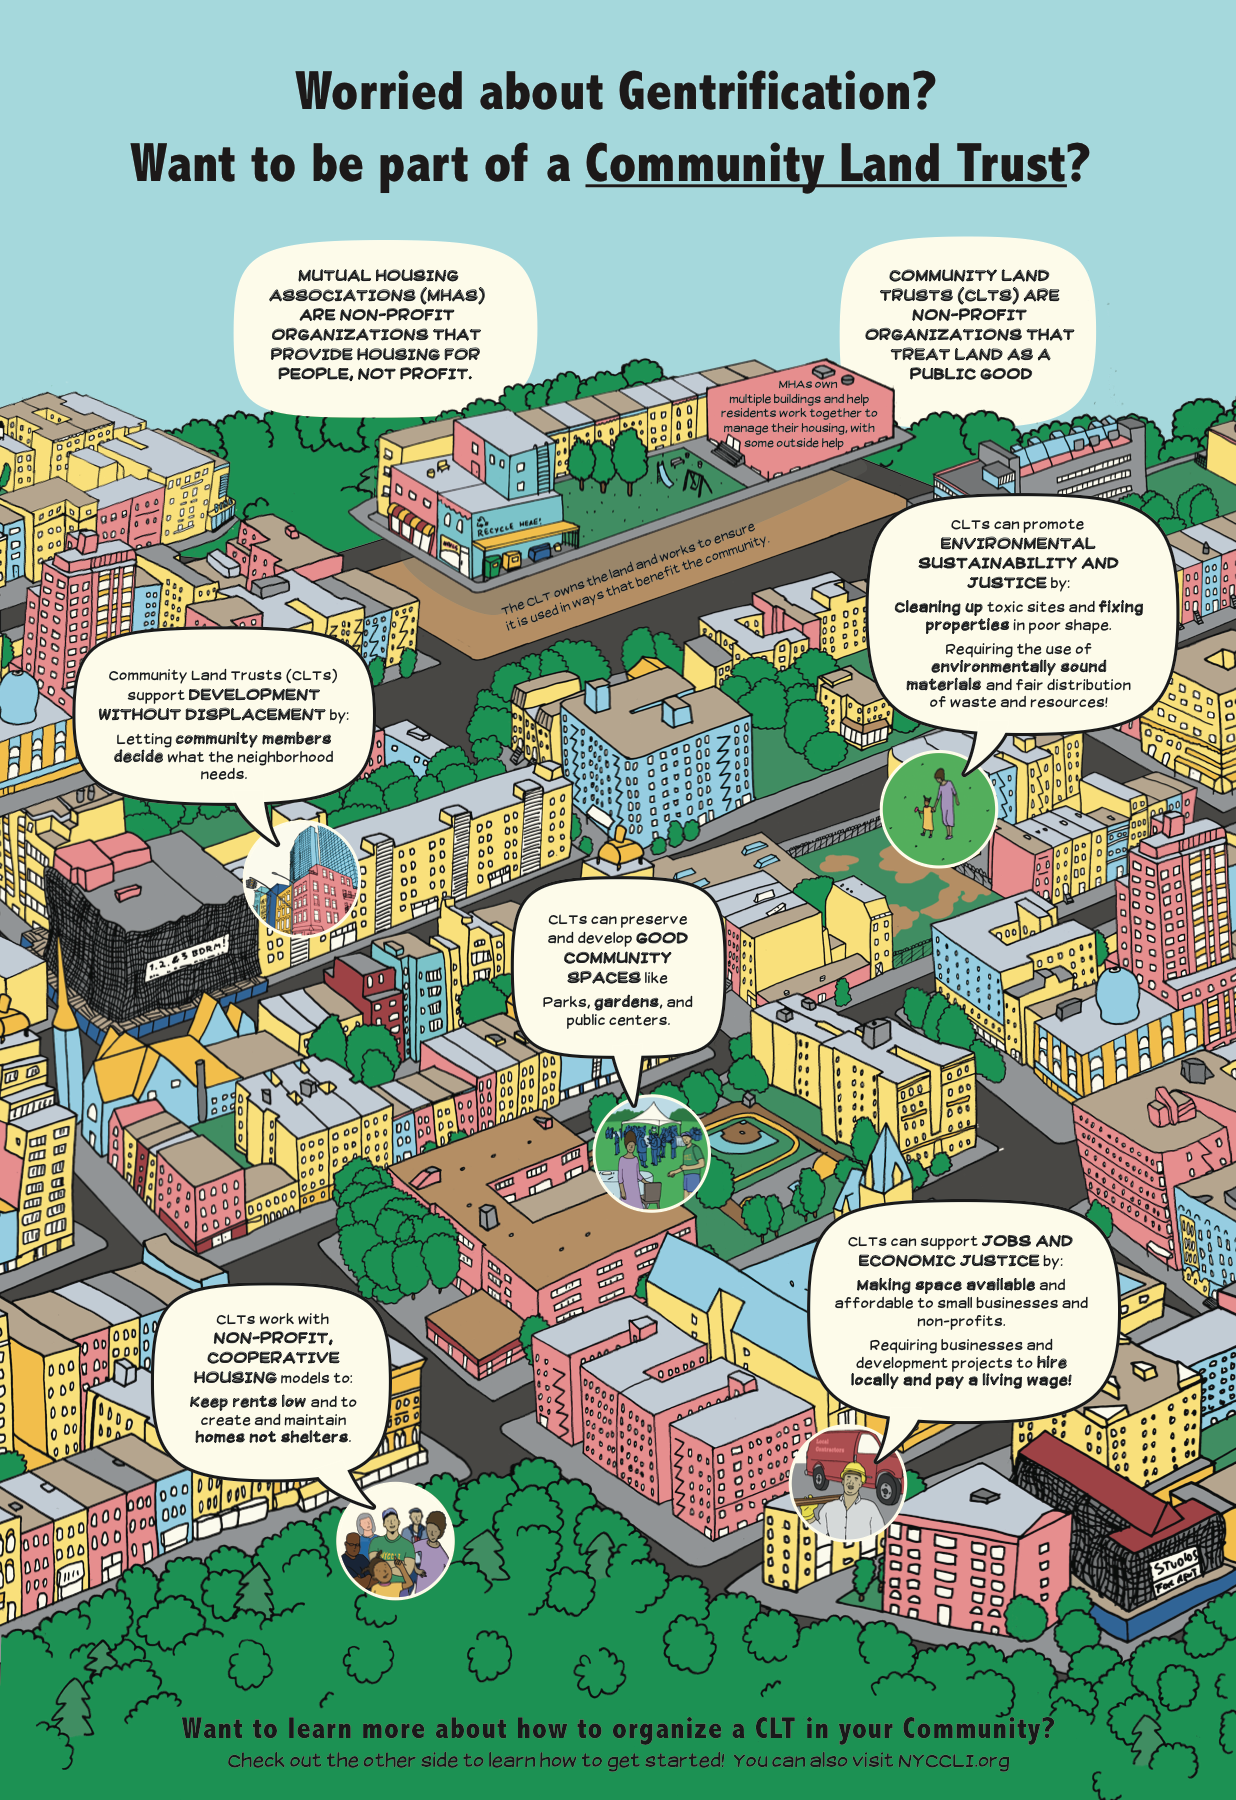 Worried about Gentrification?
Want to be part of a Community Land Trust?
MUTUAL HOUSING
ASSOCIATIONS (MHAS)
ARE NON-PROFIT
ORGANIZATIONS THAT
PROVIDE HOUSING FOR
PEOPLE, NOT PROFIT.
COMMUNITY LAND
TRUSTS (CLTS) ARE
NON-PROFIT
ORGANIZATIONS THAT
TREAT LAND AS A
PUBLIC GOOD
MHAs own
multiple buildings and help
residents work together to
manage their housing, with
some outside help
RECYCLE HERE!
The CLT owns the land and works to ensure
it is used in ways that benefit the community.
CLTs can promote
ENVIRONMENTAL
SUSTAINABILITY AND
JUSTICE by:
Cleaning up toxic sites and fixing
properties in poor shape.
Requiring the use of
environmentally sound
materials and fair distribution
of waste and resources!
Community Land Trusts (CLTs)
support DEVELOPMENT
WITHOUT DISPLACEMENT by:
Letting community members
decide what the neighborhood
needs.
1, 2, & 3 BDRM!
CLTs can preserve
and develop GOOD
COMMUNITY
SPACES like
Parks, gardens, and
public centers.
CLTs can support JOBS AND
ECONOMIC JUSTICE by:
Making space available and
affordable to small businesses and
non-profits.
Requiring businesses and
development projects to hire
locally and pay a living wage!
CLTs work with
NON-PROFIT,
COOPERATIVE
HOUSING models to:
Keep rents low and to
create and maintain
homes not shelters.
Local
Contractors
NYCCLI
STUDIOS
FOR RENT
Want to learn more about how to organize a CLT in your Community?
Check out the other side to learn how to get started! You can also visit NYCCLI.org